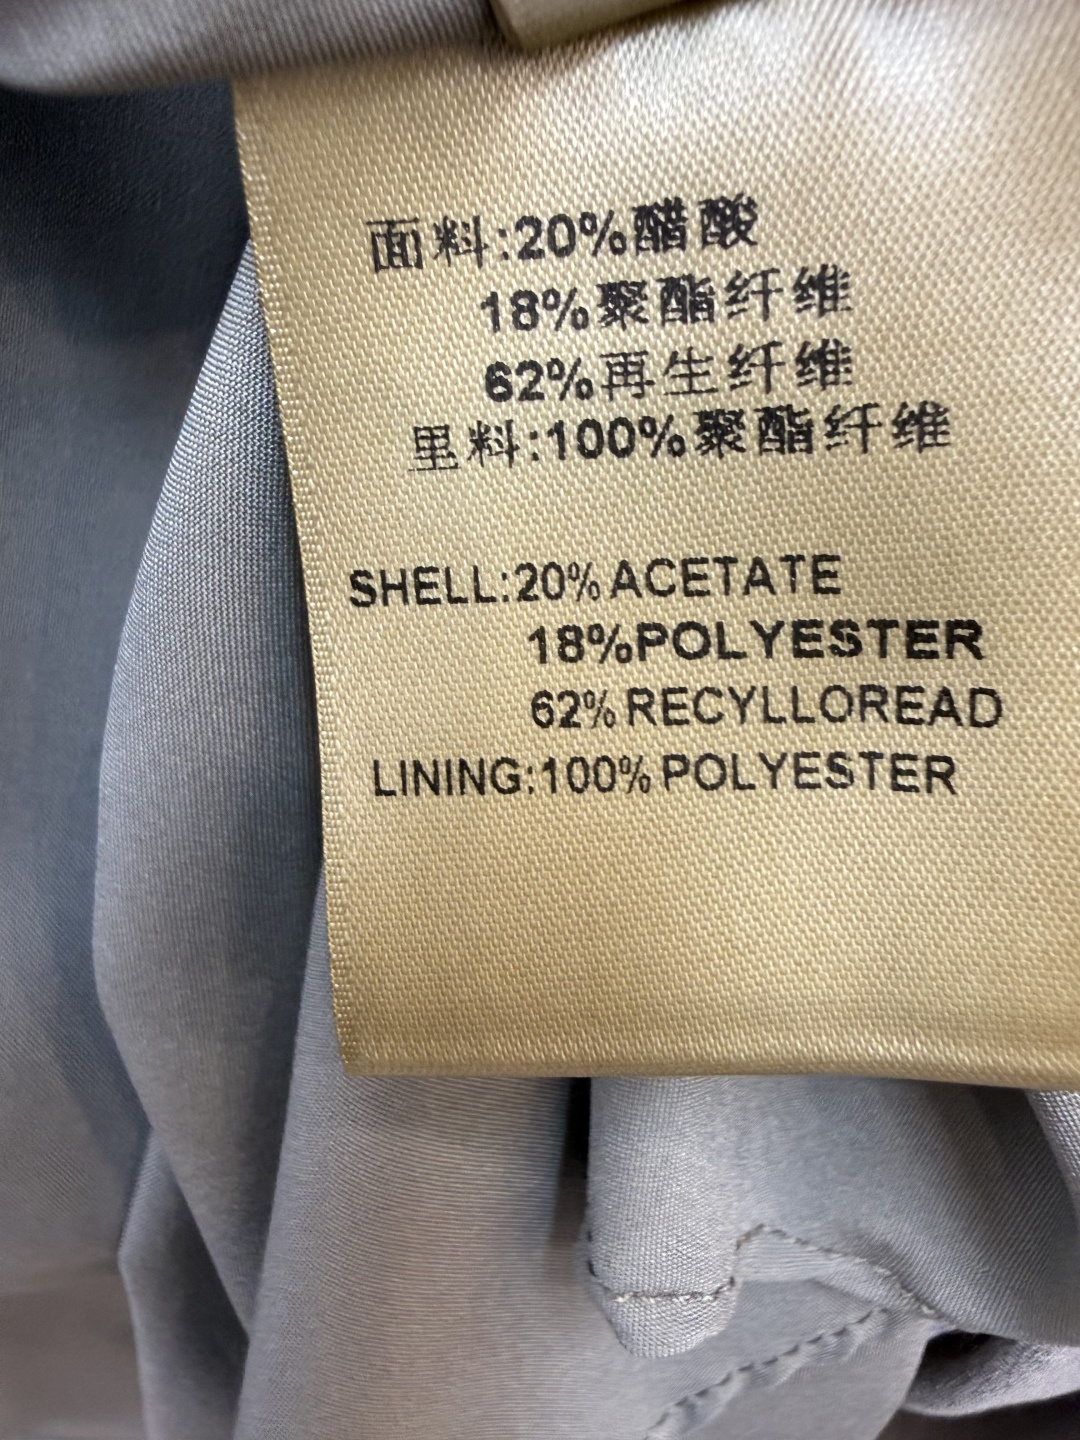 面料:20%醋酸
18%聚酯纤维
62%再生纤维
里料:100%聚酯纤维
SHELL:20% ACETATE
18%POLYESTER
62% RECYLLOREAD
LINING:100% POLYESTER